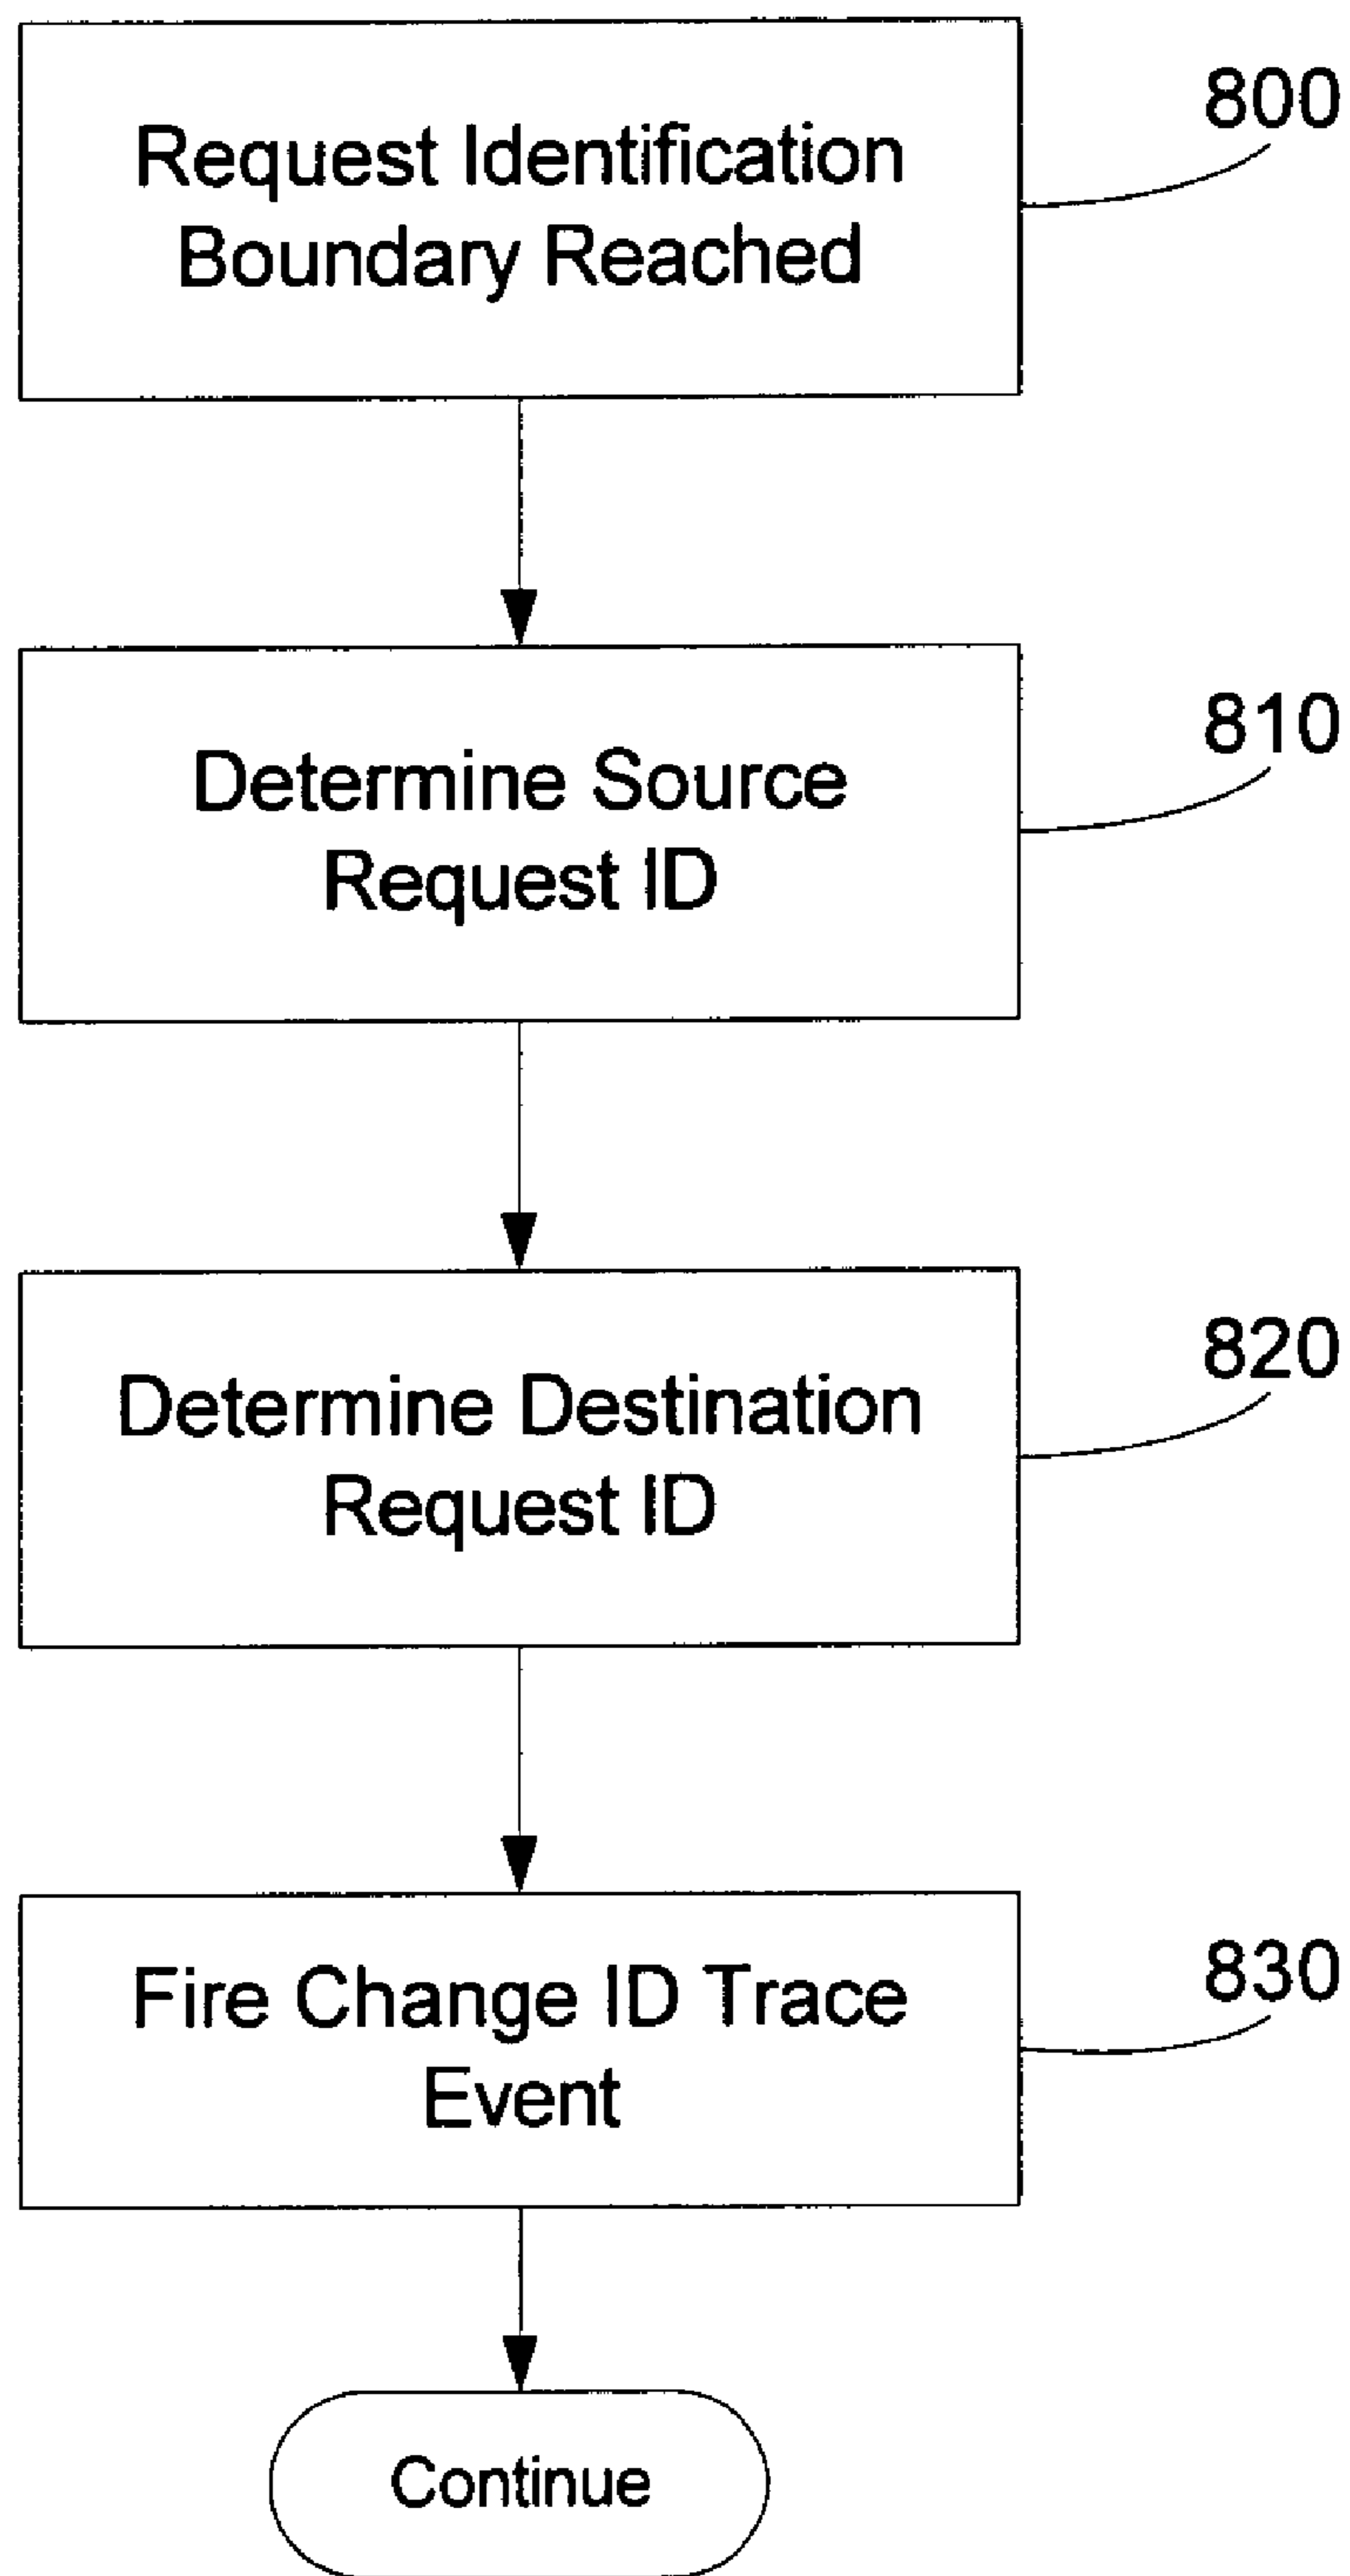 800
Request Identification
Boundary Reached
810
Determine Source
Request ID
820
Determine Destination
Request ID
830
Fire Change ID Trace
Event
Continue